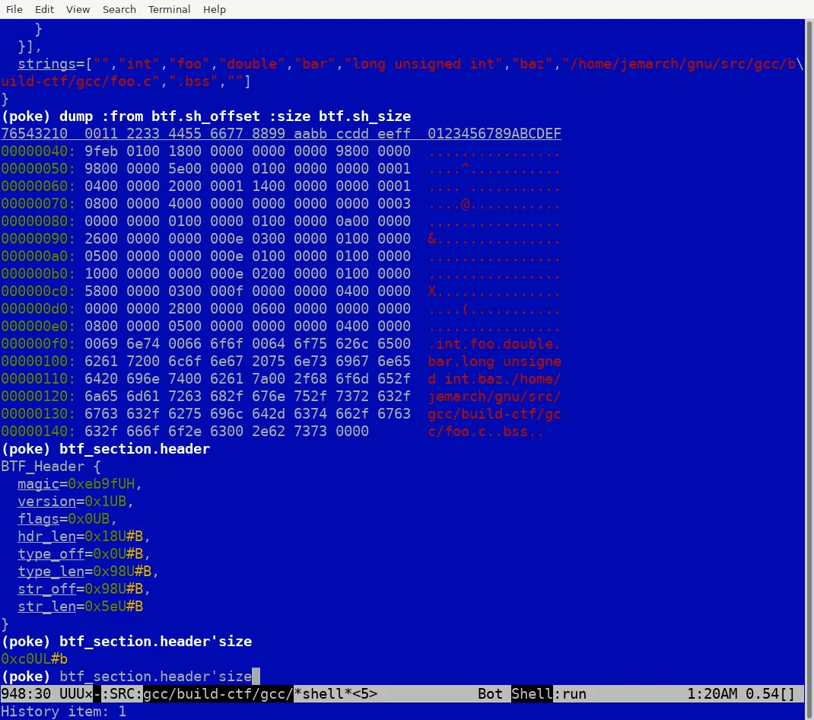 File Edit View Search Terminal Help
}
}],
strings=["","int","foo","double","bar","long unsigned int","baz","/home/jemarch/gnu/src/gcc/b\
uild-ctf/gcc/foo.c",".bss",""]
}
(poke) dump :from btf.sh_offset :size btf.sh_size
76543210  0011 2233 4455 6677 8899 aabb ccdd eeff  0123456789ABCDEF
00000040: 9feb 0100 1800 0000 0000 0000 9800 0000  ................
00000050: 9800 0000 5e00 0000 0100 0000 0000 0001  ....^...........
00000060: 0400 0000 2000 0001 1400 0000 0000 0001  .... ...........
00000070: 0800 0000 4000 0000 0000 0000 0000 0003  ....@...........
00000080: 0000 0000 0100 0000 0100 0000 0a00 0000  ................
00000090: 2600 0000 0000 000e 0300 0000 0100 0000  &...............
000000a0: 0500 0000 0000 000e 0100 0000 0100 0000  ................
000000b0: 1000 0000 0000 000e 0200 0000 0100 0000  ................
000000c0: 5800 0000 0300 000f 0000 0000 0400 0000  X...............
000000d0: 0000 0000 2800 0000 0600 0000 0000 0000  ....(...........
000000e0: 0800 0000 0500 0000 0000 0000 0400 0000  ................
000000f0: 0069 6e74 0066 6f6f 0064 6f75 626c 6500  .int.foo.double.
00000100: 6261 7200 6c6f 6e67 2075 6e73 6967 6e65  bar.long unsigne
00000110: 6420 696e 7400 6261 7a00 2f68 6f6d 652f  d int.baz./home/
00000120: 6a65 6d61 7263 682f 676e 752f 7372 632f  jemarch/gnu/src/
00000130: 6763 632f 6275 696c 642d 6374 662f 6763  gcc/build-ctf/gc
00000140: 632f 666f 6f2e 6300 2e62 7373 0000  c/foo.c..bss..
(poke) btf_section.header
BTF_Header {
magic=0xeb9fUH,
version=0x1UB,
flags=0x0UB,
hdr_len=0x18U#B,
type_off=0x0U#B,
type_len=0x98U#B,
str_off=0x98U#B,
str_len=0x5eU#B
}
(poke) btf_section.header'size
0xc0UL#b
(poke) btf_section.header'size
948:30 UUU×-:SRC:gcc/build-ctf/gcc/*shell*<5> Bot Shell:run 1:20AM 0.54[]
History item: 1